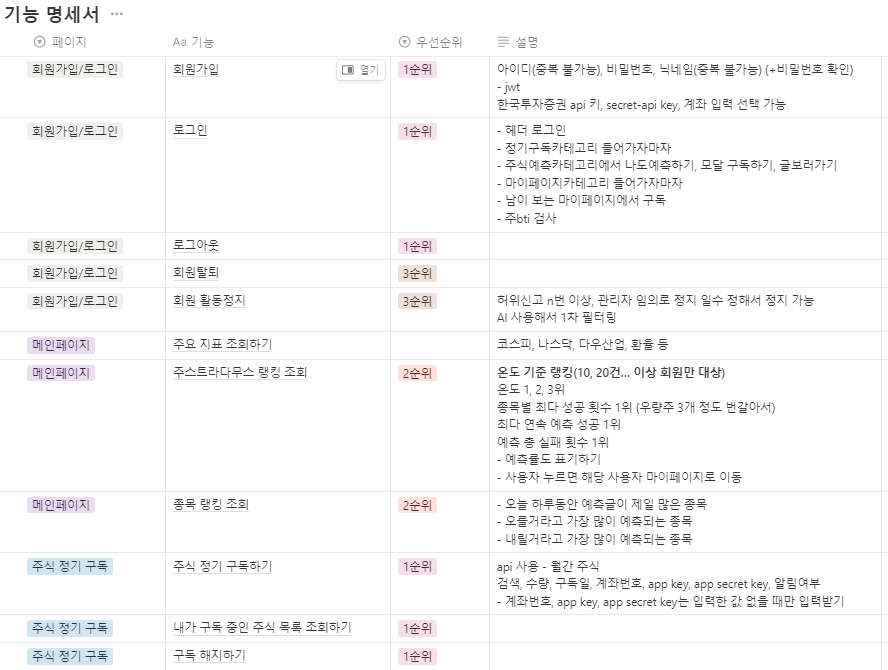 기능 명세서 ···
페이지 Aa 기능 우선순위 설명
회원가입/로그인 회원가입 열기 1순위 아이디(중복 불가능), 비밀번호, 닉네임(중복 불가능) (+비밀번호 확인)
- jwt
한국투자증권 api 키, secret-api key, 계좌 입력 선택 가능
회원가입/로그인 로그인 1순위 - 헤더 로그인
- 정기구독카테고리 들어가자마자
- 주식예측카테고리에서 나도예측하기, 모달 구독하기, 글보러가기
- 마이페이지카테고리 들어가자마자
- 남이 보는 마이페이지에서 구독
- 주bti 검사
회원가입/로그인 로그아웃 1순위
회원가입/로그인 회원탈퇴 3순위
회원가입/로그인 회원 활동정지 3순위 허위신고 n번 이상, 관리자 임의로 정지 일수 정해서 정지 가능
AI 사용해서 1차 필터링
메인페이지 주요 지표 조회하기 코스피, 나스닥, 다우산업, 환율 등
메인페이지 주스트라다무스 랭킹 조회 2순위 온도 기준 랭킹(10, 20건... 이상 회원만 대상)
온도 1, 2, 3위
종목별 최다 성공 횟수 1위 (우량주 3개 정도 번갈아서)
최다 연속 예측 성공 1위
예측 총 실패 횟수 1위
- 예측률도 표기하기
- 사용자 누르면 해당 사용자 마이페이지로 이동
메인페이지 종목 랭킹 조회 2순위 - 오늘 하루동안 예측글이 제일 많은 종목
- 오를거라고 가장 많이 예측되는 종목
- 내릴거라고 가장 많이 예측되는 종목
주식 정기 구독 주식 정기 구독하기 1순위 api 사용 - 월간 주식
검색, 수량, 구독일, 계좌번호, app key, app secret key, 알림여부
- 계좌번호, app key, app secret key는 입력한 값 없을 때만 입력받기
주식 정기 구독 내가 구독 중인 주식 목록 조회하기 1순위
주식 정기 구독 구독 해지하기 1순위